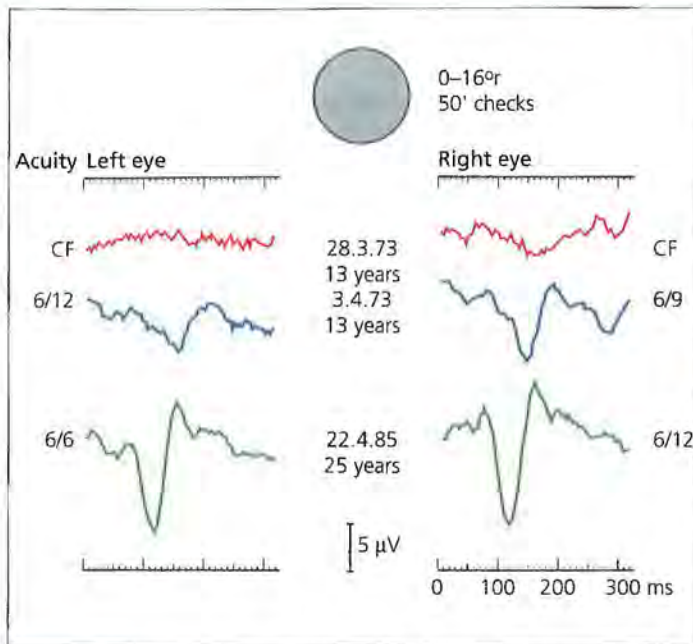 0–16ºr
50' checks
Acuity Left eye
Right eye
CF
28.3.73
13 years
CF
6/12
3.4.73
13 years
6/9
6/6
22.4.85
25 years
6/12
5 µV
0 100 200 300 ms